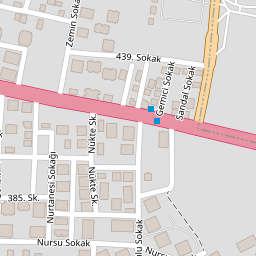 Zemin Sokak
439. Sokak
Gemici Sokak
Sandal Sokak
Nükte Sk.
Nurtanesi Sokağı
Nükte Sk.
385. Sk.
Nursu Sokak